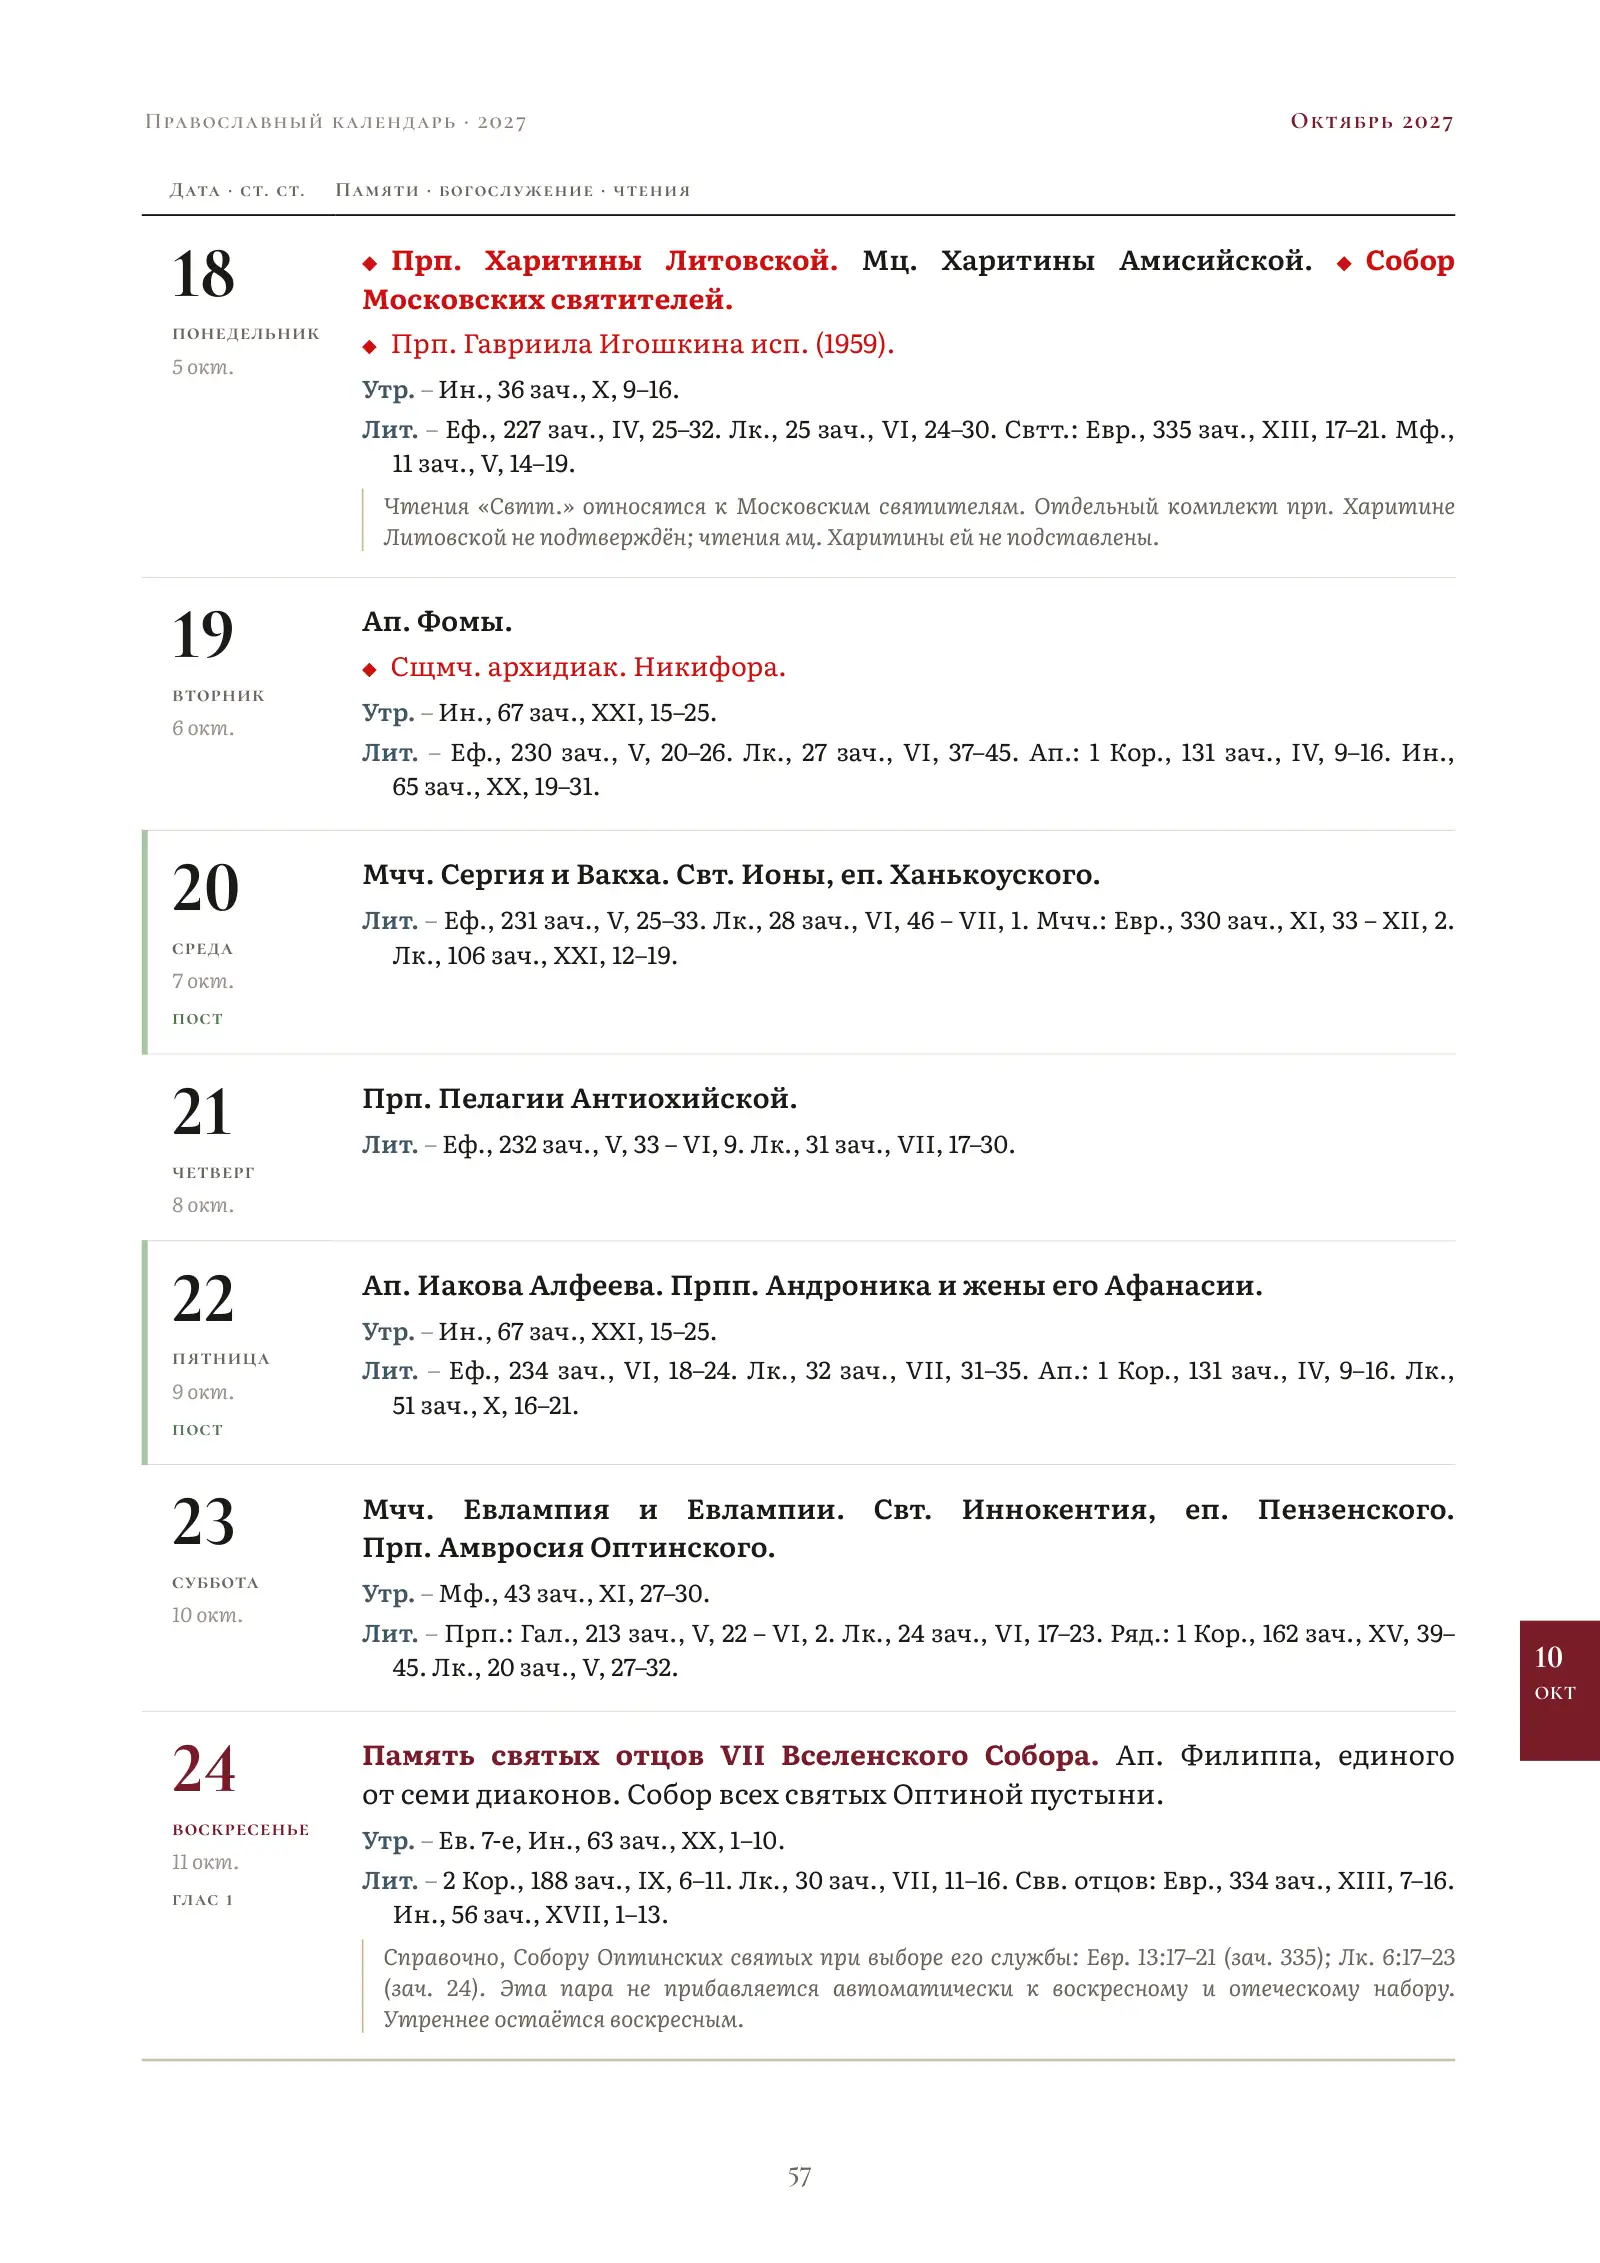 Православный календарь · 2027
Октябрь 2027
Дата · ст. ст. Памяти · богослужение · чтения
18
понедельник
5 окт.
◆ Прп. Харитины Литовской. Мц. Харитины Амисийской. ◆ Собор
Московских святителей.
◆ Прп. Гавриила Игошкина исп. (1959).
Утр. – Ин., 36 зач., X, 9–16.
Лит. – Еф., 227 зач., IV, 25–32. Лк., 25 зач., VI, 24–30. Свтт.: Евр., 335 зач., XIII, 17–21. Мф.,
11 зач., V, 14–19.
Чтения «Свтт.» относятся к Московским святителям. Отдельный комплект прп. Харитине
Литовской не подтверждён; чтения мц. Харитины ей не подставлены.
19
вторник
6 окт.
Ап. Фомы.
◆ Сщмч. архидиак. Никифора.
Утр. – Ин., 67 зач., XXI, 15–25.
Лит. – Еф., 230 зач., V, 20–26. Лк., 27 зач., VI, 37–45. Ап.: 1 Кор., 131 зач., IV, 9–16. Ин.,
65 зач., XX, 19–31.
20
среда
7 окт.
пост
Мчч. Сергия и Вакха. Свт. Ионы, еп. Ханькоуского.
Лит. – Еф., 231 зач., V, 25–33. Лк., 28 зач., VI, 46 – VII, 1. Мчч.: Евр., 330 зач., XI, 33 – XII, 2.
Лк., 106 зач., XXI, 12–19.
21
четверг
8 окт.
Прп. Пелагии Антиохийской.
Лит. – Еф., 232 зач., V, 33 – VI, 9. Лк., 31 зач., VII, 17–30.
22
пятница
9 окт.
пост
Ап. Иакова Алфеева. Прпп. Андроника и жены его Афанасии.
Утр. – Ин., 67 зач., XXI, 15–25.
Лит. – Еф., 234 зач., VI, 18–24. Лк., 32 зач., VII, 31–35. Ап.: 1 Кор., 131 зач., IV, 9–16. Лк.,
51 зач., X, 16–21.
23
суббота
10 окт.
Мчч. Евлампия и Евлампии. Свт. Иннокентия, еп. Пензенского.
Прп. Амвросия Оптинского.
Утр. – Мф., 43 зач., XI, 27–30.
Лит. – Прп.: Гал., 213 зач., V, 22 – VI, 2. Лк., 24 зач., VI, 17–23. Ряд.: 1 Кор., 162 зач., XV, 39–
45. Лк., 20 зач., V, 27–32.
10
окт
24
воскресенье
11 окт.
глас 1
Память святых отцов VII Вселенского Собора. Ап. Филиппа, единого
от семи диаконов. Собор всех святых Оптиной пустыни.
Утр. – Ев. 7-е, Ин., 63 зач., XX, 1–10.
Лит. – 2 Кор., 188 зач., IX, 6–11. Лк., 30 зач., VII, 11–16. Свв. отцов: Евр., 334 зач., XIII, 7–16.
Ин., 56 зач., XVII, 1–13.
Справочно, Собору Оптинских святых при выборе его службы: Евр. 13:17–21 (зач. 335); Лк. 6:17–23
(зач. 24). Эта пара не прибавляется автоматически к воскресному и отеческому набору.
Утреннее остаётся воскресным.
57